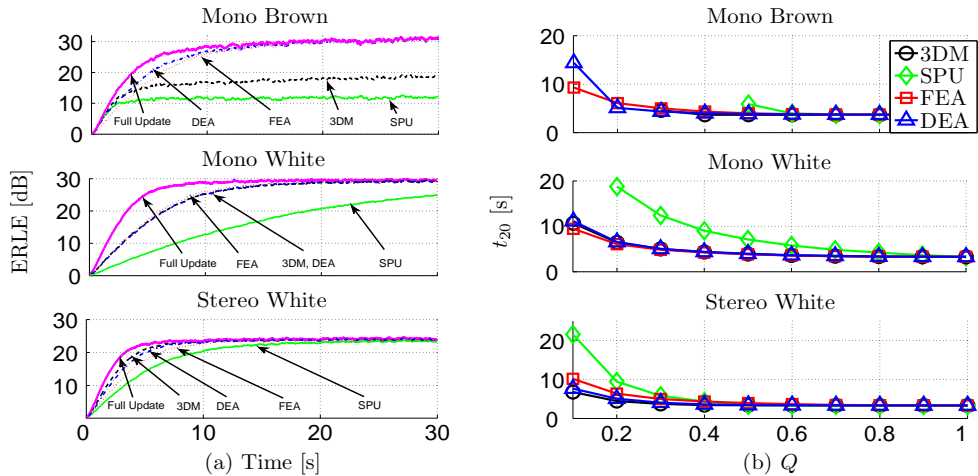 Mono Brown
30
20
10
0
Full Update
DEA
FEA
3DM
SPU
Mono White
ERLE [dB]
30
20
10
0
Full Update
FEA
3DM, DEA
SPU
Stereo White
30
20
10
Full Update
3DM
DEA
FEA
SPU
0 10 20 30
(a) Time [s]
Mono Brown
20
10
0
3DM
SPU
FEA
DEA
Mono White
t20 [s]
20
10
0
Stereo White
20
10
0
0.2 0.4 0.6 0.8 1
(b) Q